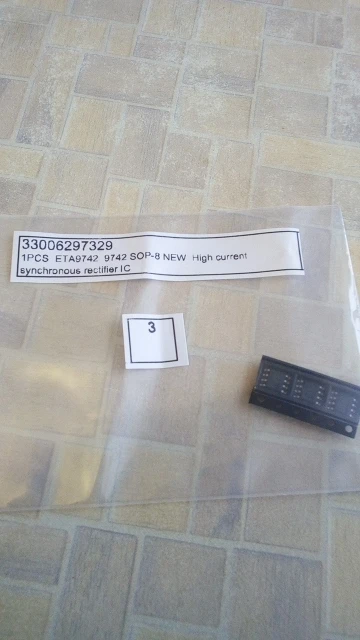 33006297329
1PCS ETA9742 9742 SOP-8 NEW High current
synchronous rectifier IC
3